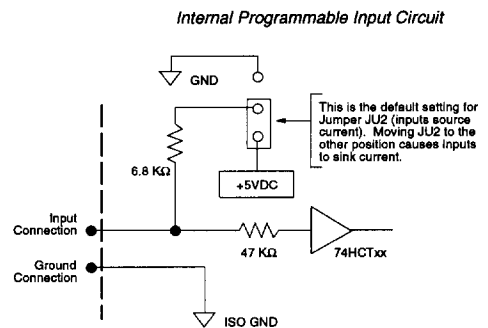 Internal Programmable Input Circuit
GND
This is the default setting for
Jumper JU2 (inputs source
current). Moving JU2 to the
other position causes inputs
to sink current.
6.8 KΩ
+5VDC
Input
Connection
47 KΩ
74HCTxx
Ground
Connection
ISO GND